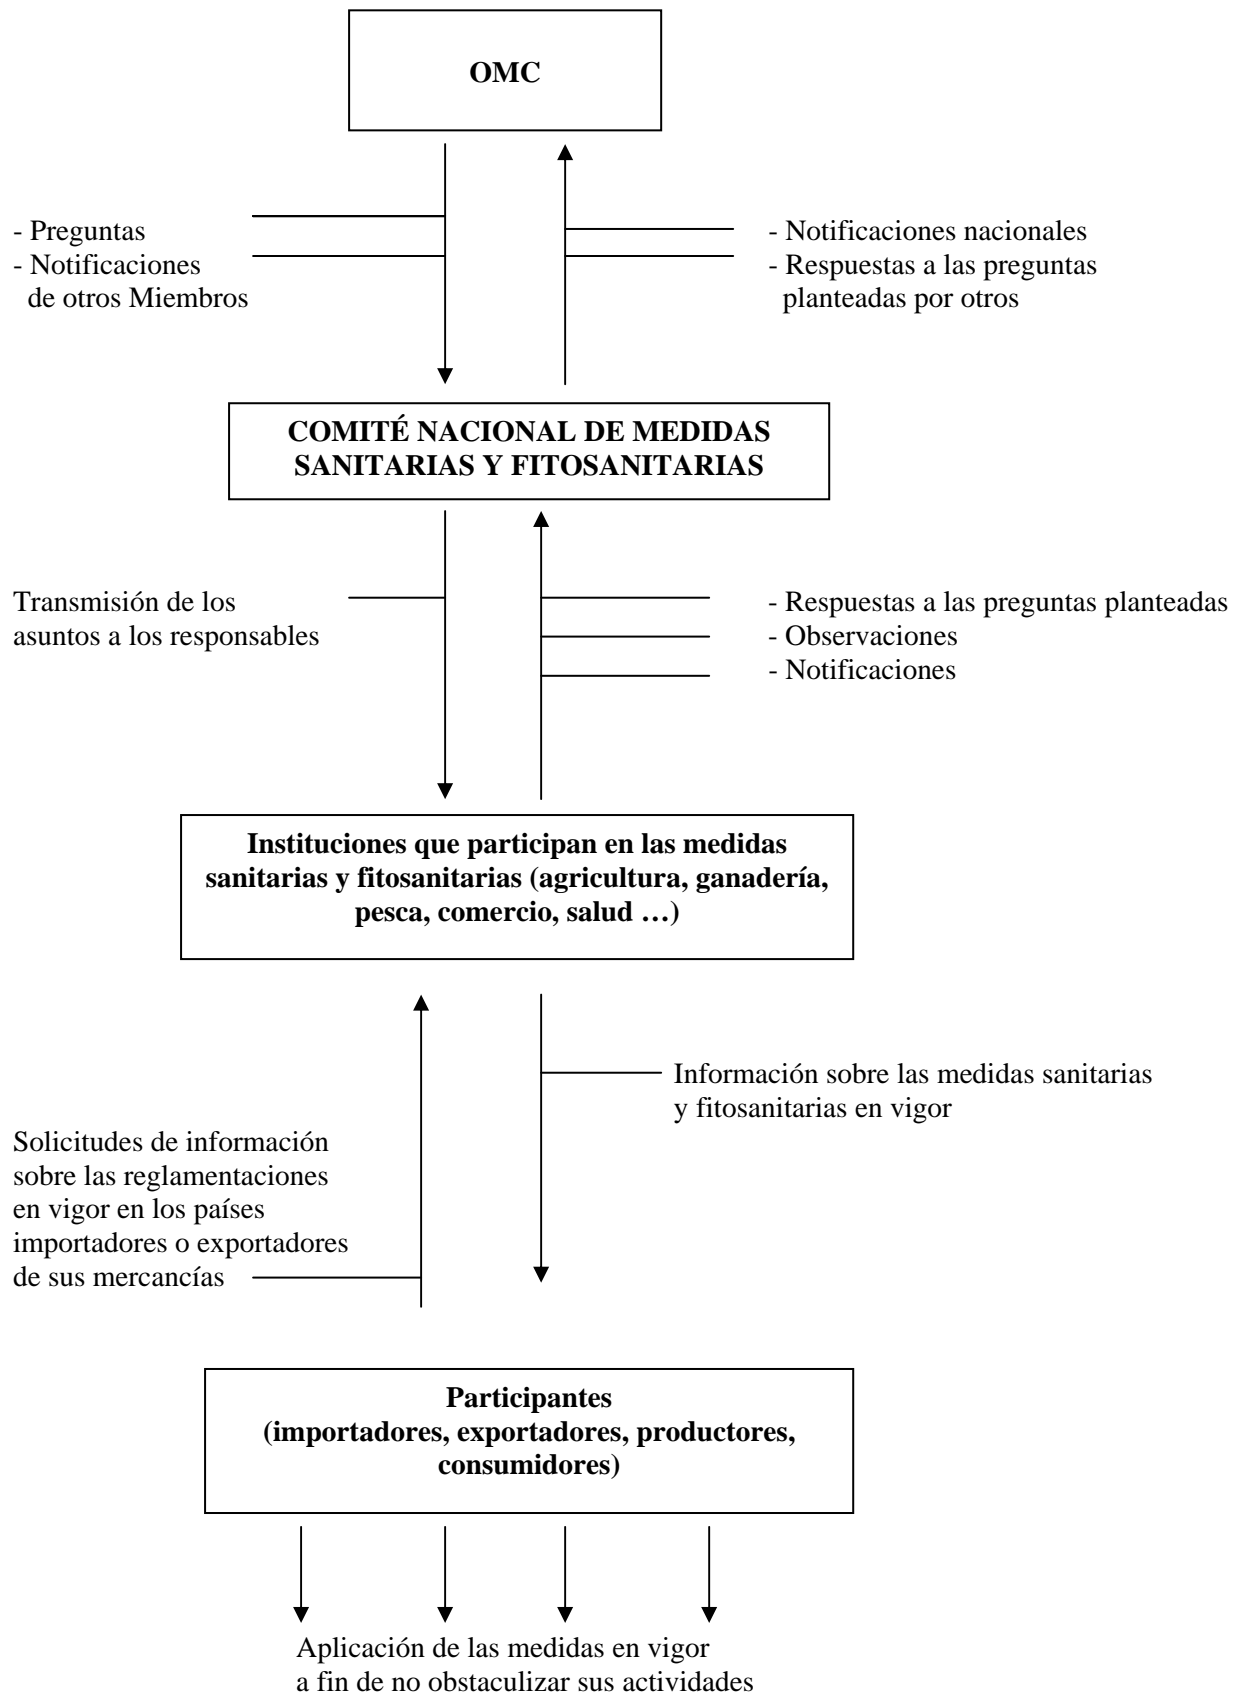 OMC
- Preguntas
- Notificaciones
de otros Miembros
- Notificaciones nacionales
- Respuestas a las preguntas
planteadas por otros
COMITÉ NACIONAL DE MEDIDAS
SANITARIAS Y FITOSANITARIAS
Transmisión de los
asuntos a los responsables
- Respuestas a las preguntas planteadas
- Observaciones
- Notificaciones
Instituciones que participan en las medidas
sanitarias y fitosanitarias (agricultura, ganadería,
pesca, comercio, salud …)
Información sobre las medidas sanitarias
y fitosanitarias en vigor
Solicitudes de información
sobre las reglamentaciones
en vigor en los países
importadores o exportadores
de sus mercancías
Participantes
(importadores, exportadores, productores,
consumidores)
Aplicación de las medidas en vigor
a fin de no obstaculizar sus actividades